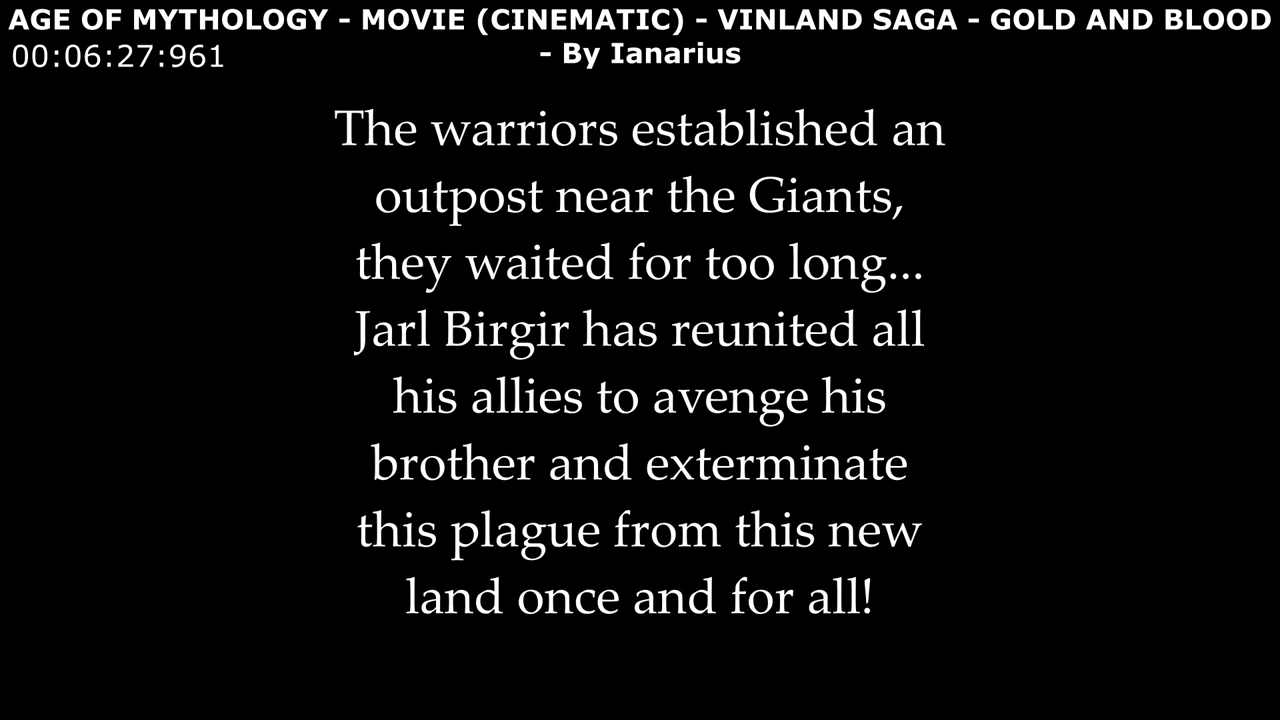 AGE OF MYTHOLOGY - MOVIE (CINEMATIC) - VINLAND SAGA - GOLD AND BLOOD
- By Ianarius
00:06:27:961
The warriors established an
outpost near the Giants,
they waited for too long...
Jarl Birgir has reunited all
his allies to avenge his
brother and exterminate
this plague from this new
land once and for all!